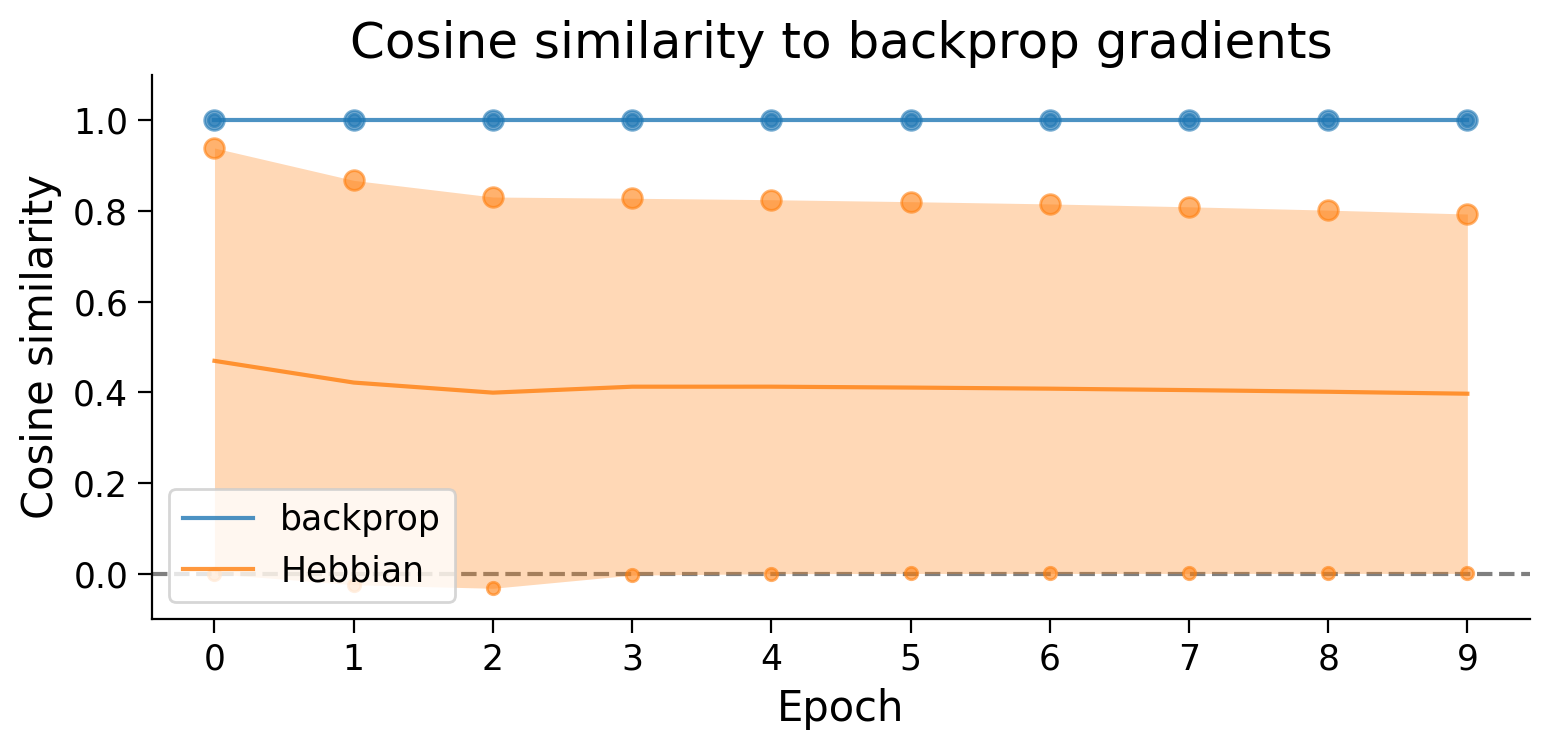 Cosine similarity to backprop gradients
Cosine similarity
1.0
0.8
0.6
0.4
0.2
0.0
backprop
Hebbian
0 1 2 3 4 5 6 7 8 9
Epoch